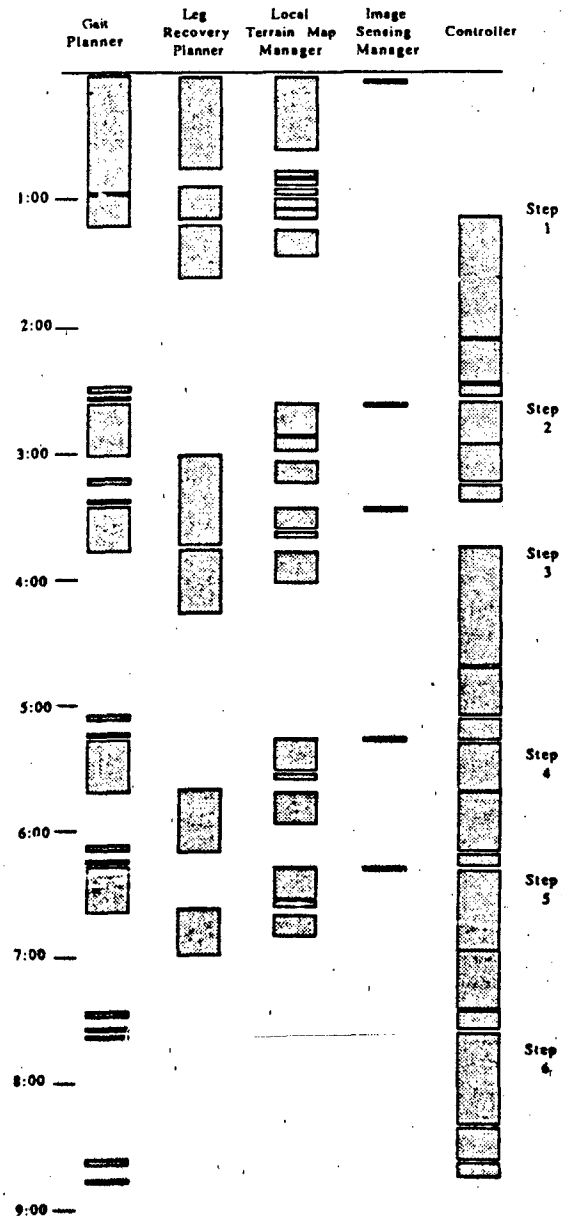 Gait
Planner
Leg
Recovery
Planner
Local
Terrain Map
Manager
Image
Sensing
Manager
Controller
1:00
Step
1
2:00
Step
2
3:00
Step
3
4:00
5:00
Step
4
6:00
Step
5
7:00
Step
6
8:00
9:00